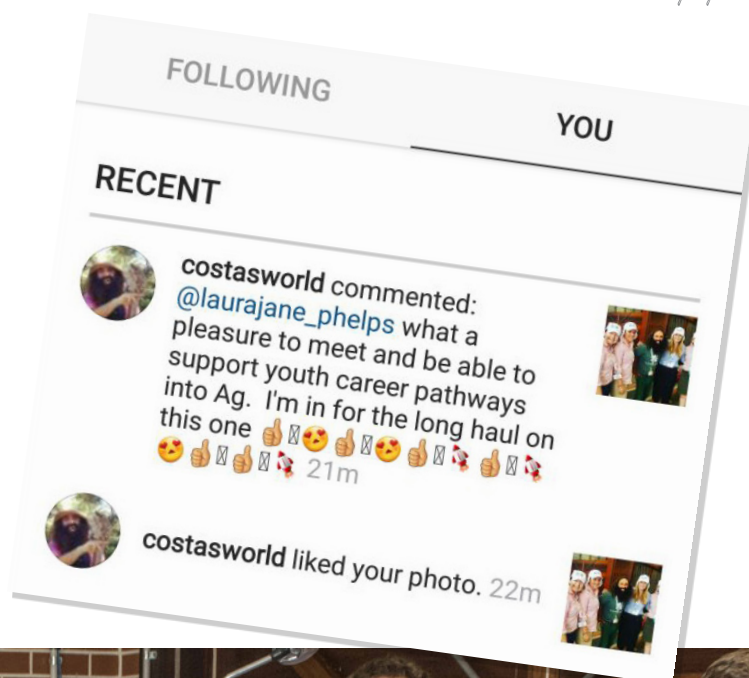 FOLLOWING
YOU
RECENT
costasworld commented:
@laurajane_phelps what a
pleasure to meet and be able to
support youth career pathways
into Ag. I'm in for the long haul on
this one 👍🏼😍👍🏼😍👍🏼🚀👍🏼🚀
😍👍🏼👍🏼🚀 21m
costasworld liked your photo. 22m